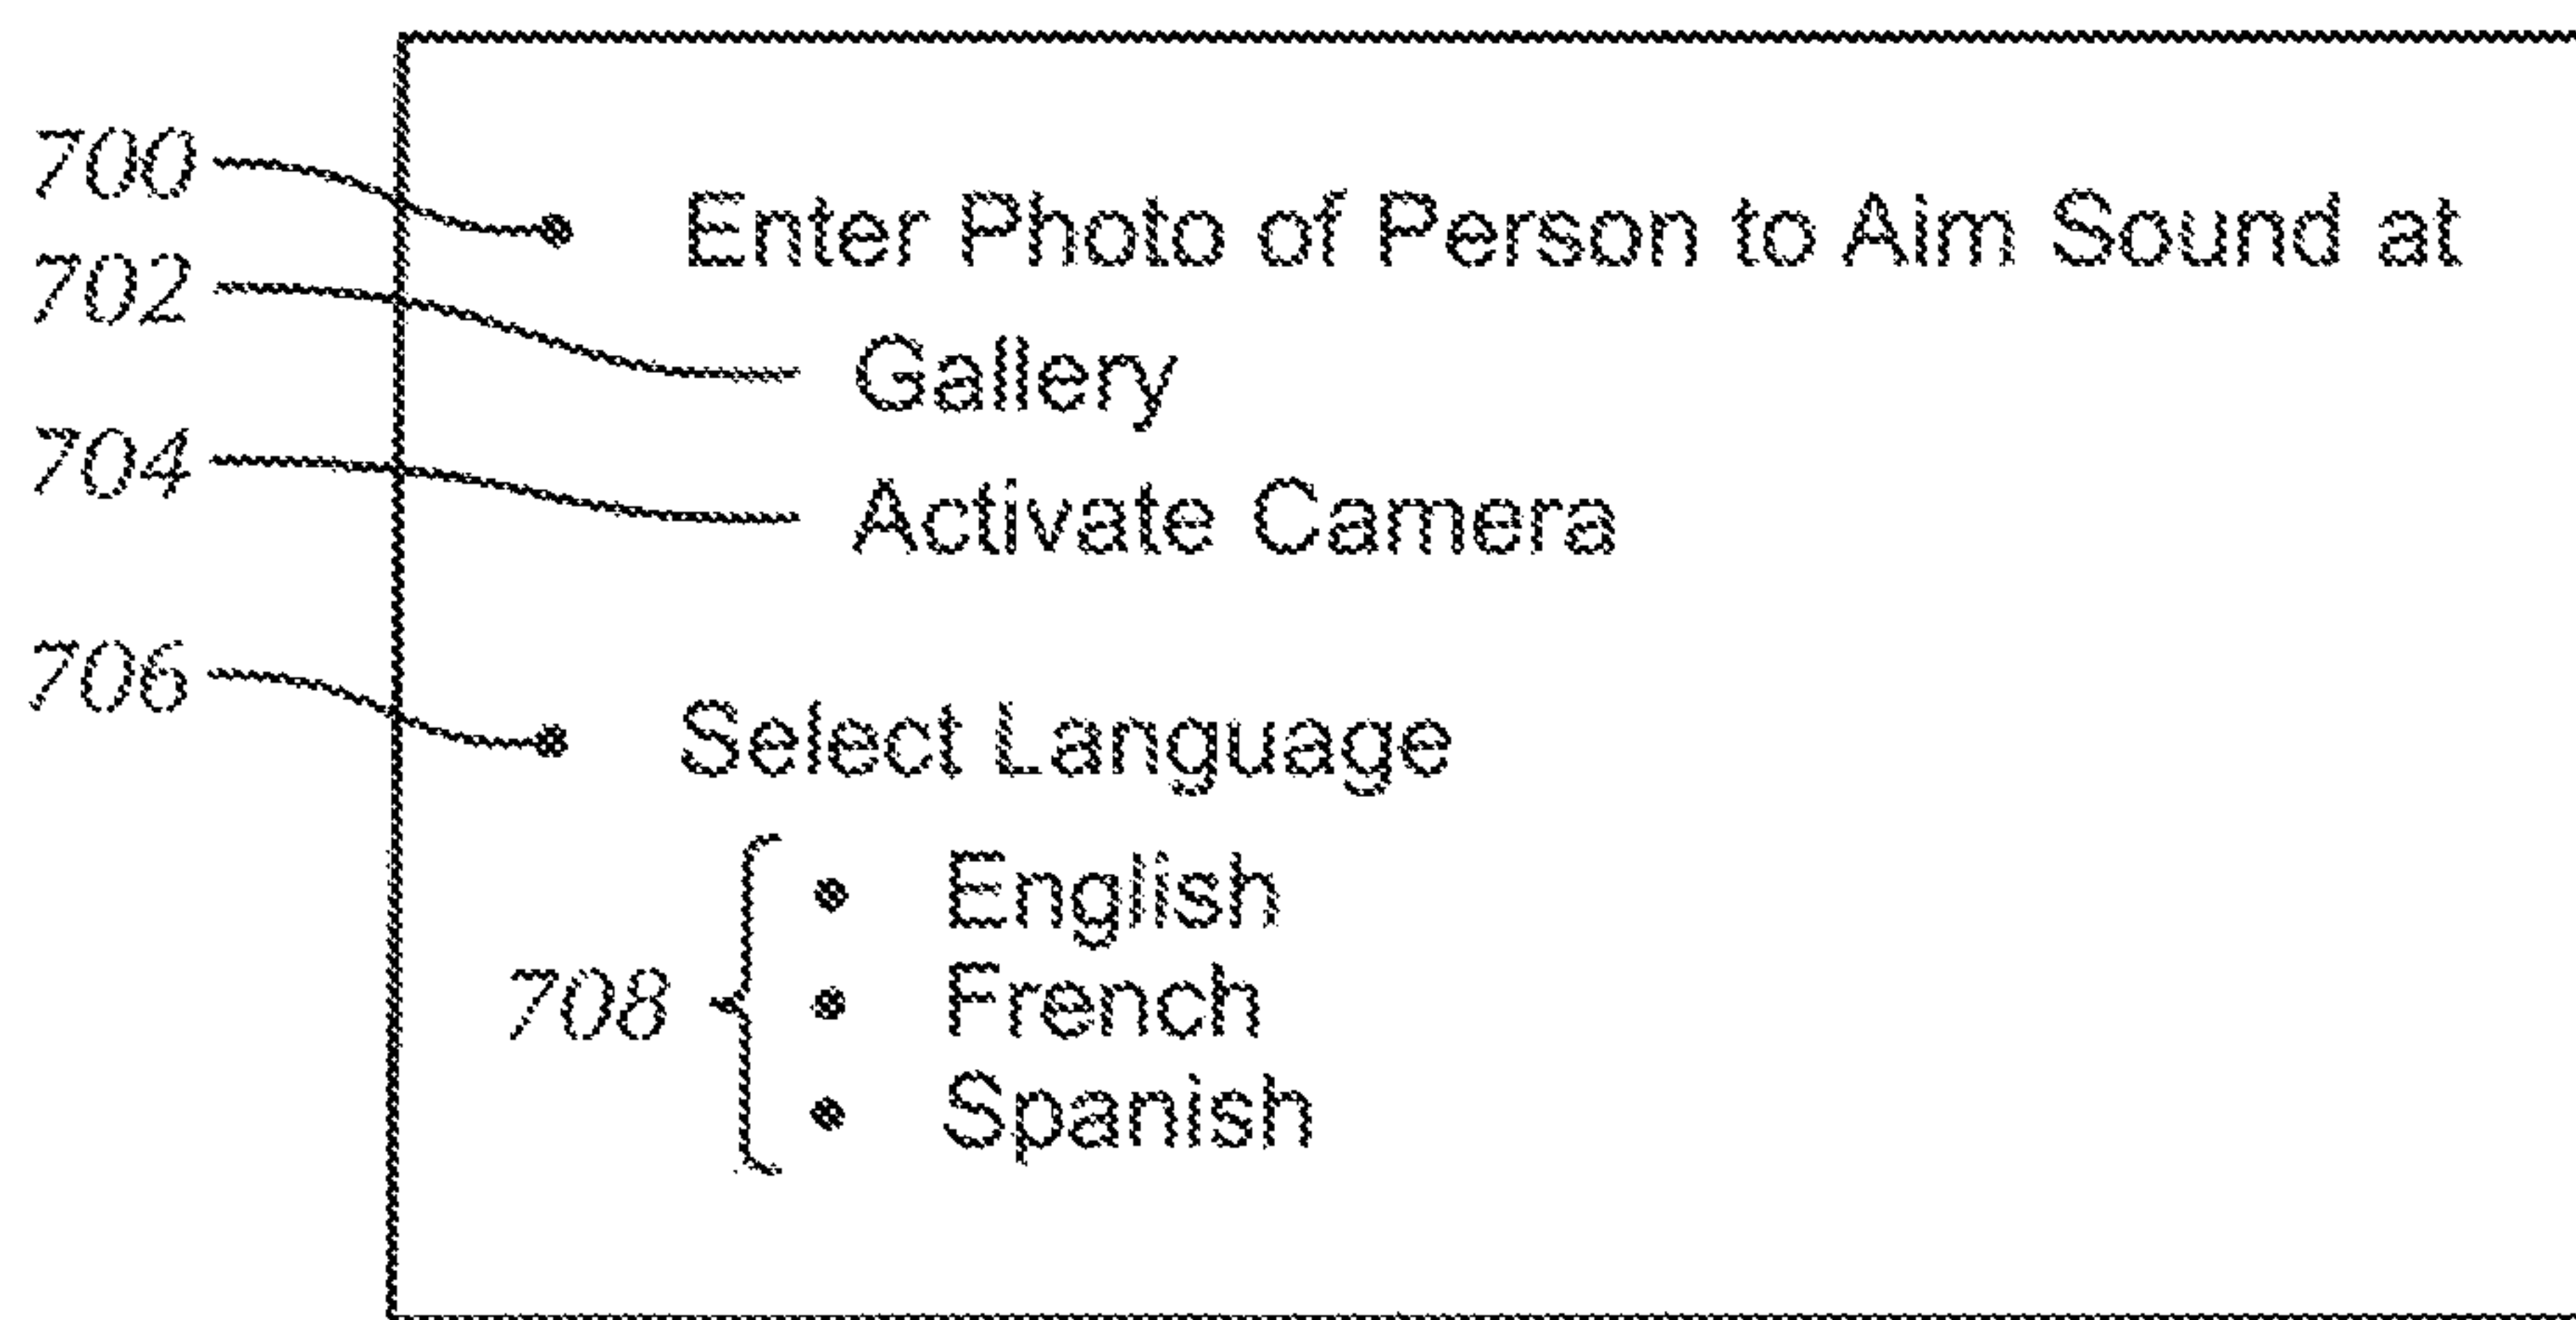 700 • Enter Photo of Person to Aim Sound at
702 Gallery
704 Activate Camera
706 • Select Language
• English
708 • French
• Spanish